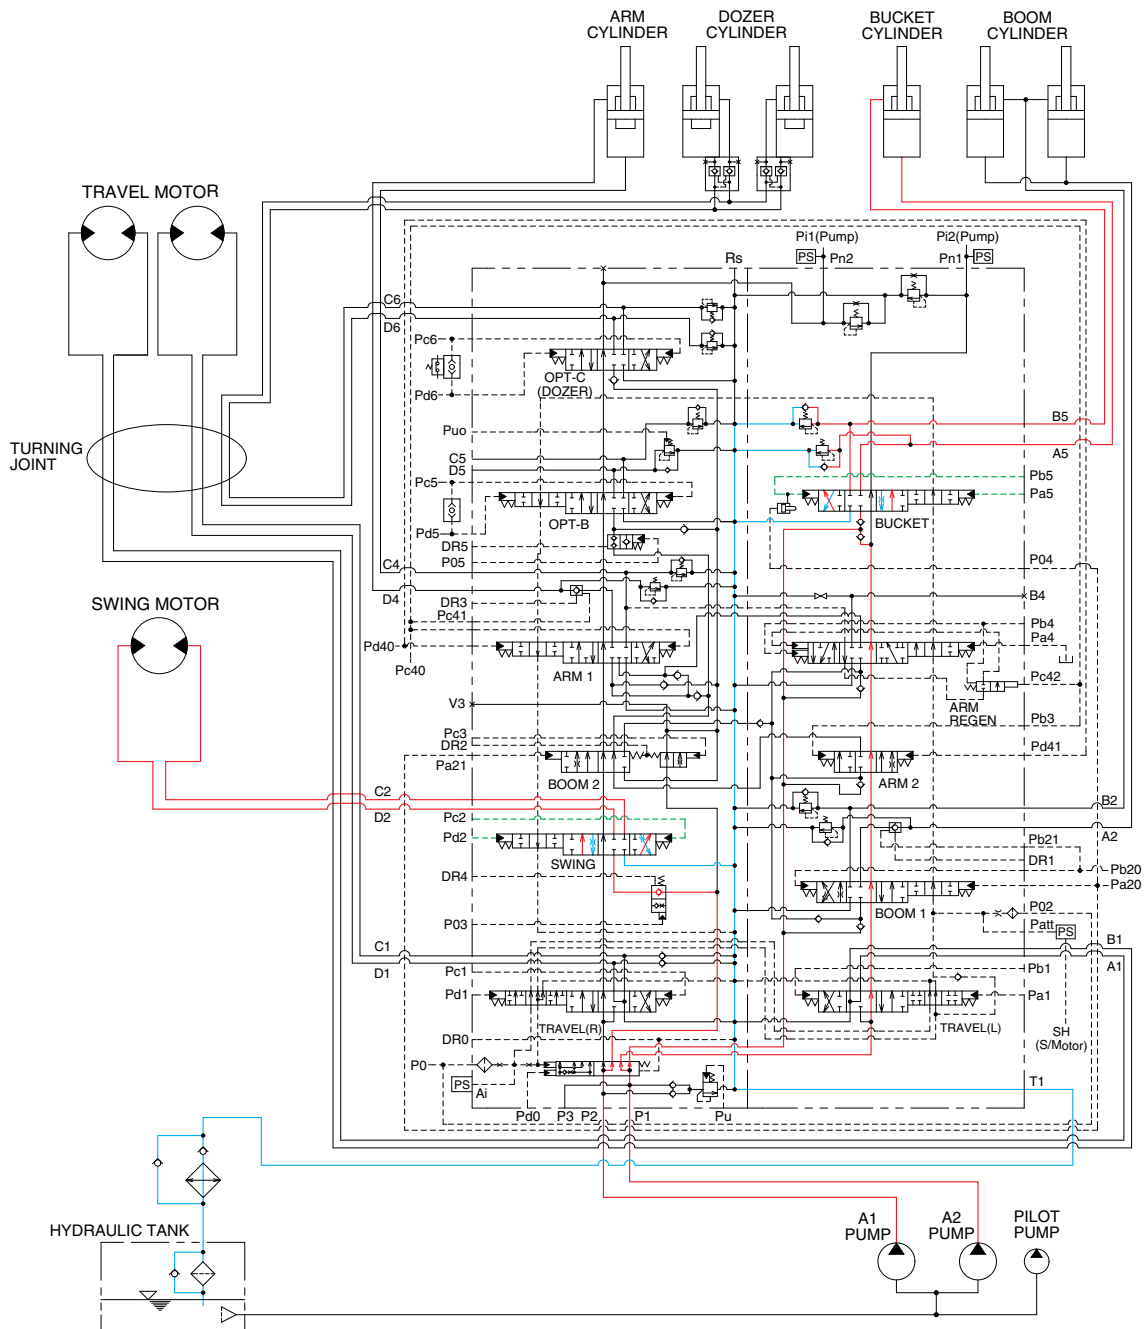 ARM
CYLINDER
DOZER
CYLINDER
BUCKET
CYLINDER
BOOM
CYLINDER
TRAVEL MOTOR
Pi1(Pump)
Pi2(Pump)
Rs
PS
Pn2
Pn1
PS
C6
D6
Pc6
Pd6
OPT-C
(DOZER)
TURNING
JOINT
Puo
C5
D5
Pc5
Pd5
OPT-B
DR5
P05
B5
A5
Pb5
Pa5
BUCKET
P04
C4
D4
DR3
Pc41
Pd40
Pc40
ARM 1
B4
Pb4
Pa4
Pc42
ARM
REGEN
SWING MOTOR
V3
Pc3
DR2
Pa21
BOOM 2
Pb3
Pd41
ARM 2
C2
D2
Pc2
Pd2
SWING
DR4
P03
B2
A2
Pb21
DR1
Pb20
Pa20
BOOM 1
P02
Patt
PS
C1
D1
Pc1
Pd1
TRAVEL(R)
B1
A1
Pb1
Pa1
TRAVEL(L)
SH
(S/Motor)
DR0
P0
PS
Ai
Pd0
P3
P2
P1
Pu
T1
HYDRAULIC TANK
A1
PUMP
A2
PUMP
PILOT
PUMP